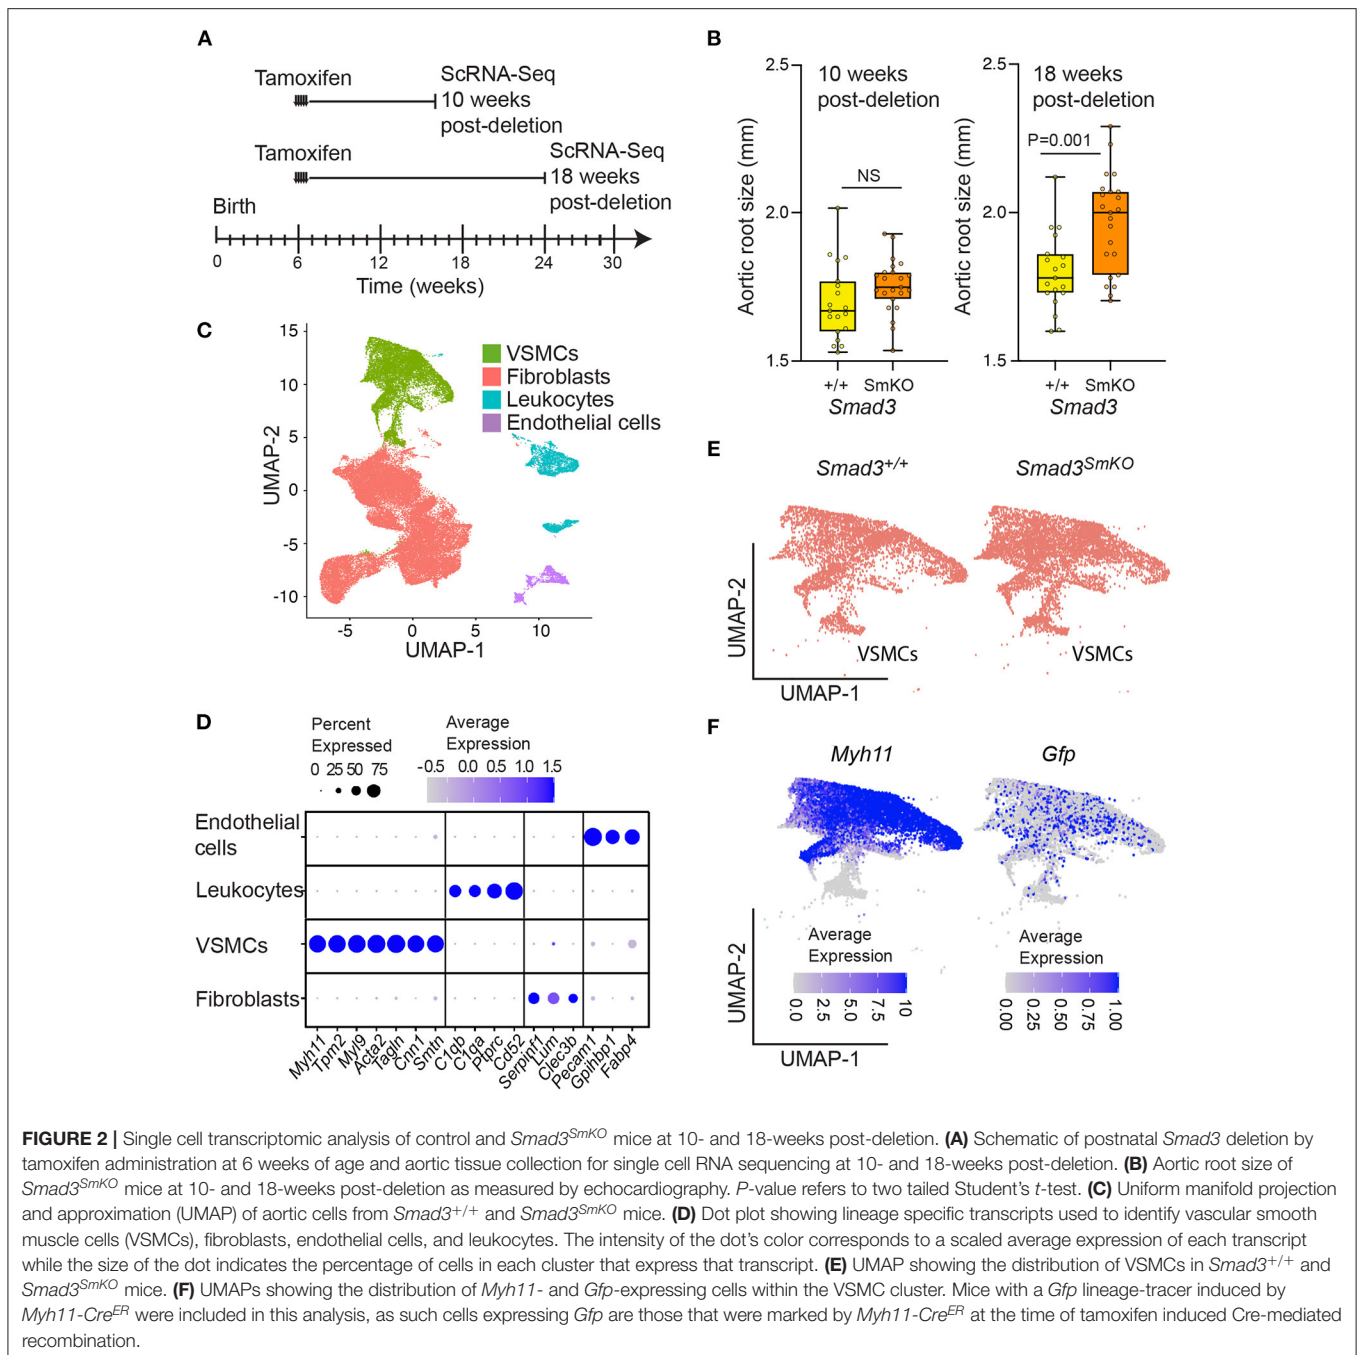 A
Tamoxifen
ScRNA-Seq
10 weeks
post-deletion
Tamoxifen
ScRNA-Seq
18 weeks
post-deletion
Birth
0 6 12 18 24 30
Time (weeks)
B
10 weeks
post-deletion
Aortic root size (mm)
2.5
2.0
1.5
NS
+/+ SmKO
Smad3
18 weeks
post-deletion
Aortic root size (mm)
2.5
2.0
1.5
P=0.001
+/+ SmKO
Smad3
C
15
10
5
0
-5
-10
UMAP-2
-5 0 5 10
UMAP-1
VSMCs
Fibroblasts
Leukocytes
Endothelial cells
D
Percent
Expressed
0 25 50 75
Average
Expression
-0.5 0.0 0.5 1.0 1.5
Endothelial
cells
Leukocytes
VSMCs
Fibroblasts
Myh11 Tpm2 Myl9 Acta2 Tagln Cnn1 Smtn C1qb C1qa Ptprc Cd52 Serpinf1 Lum Clec3b Pecam1 Gpihbp1 Fabp4
E
Smad3+/+ Smad3SmKO
UMAP-2
VSMCs VSMCs
UMAP-1
F
Myh11 Gfp
UMAP-2
Average
Expression
0.0 2.5 5.0 7.5 10
Average
Expression
0.00 0.25 0.50 0.75 1.00
UMAP-1
FIGURE 2 | Single cell transcriptomic analysis of control and Smad3SmKO mice at 10- and 18-weeks post-deletion. (A) Schematic of postnatal Smad3 deletion by
tamoxifen administration at 6 weeks of age and aortic tissue collection for single cell RNA sequencing at 10- and 18-weeks post-deletion. (B) Aortic root size of
Smad3SmKO mice at 10- and 18-weeks post-deletion as measured by echocardiography. P-value refers to two tailed Student's t-test. (C) Uniform manifold projection
and approximation (UMAP) of aortic cells from Smad3+/+ and Smad3SmKO mice. (D) Dot plot showing lineage specific transcripts used to identify vascular smooth
muscle cells (VSMCs), fibroblasts, endothelial cells, and leukocytes. The intensity of the dot's color corresponds to a scaled average expression of each transcript
while the size of the dot indicates the percentage of cells in each cluster that express that transcript. (E) UMAP showing the distribution of VSMCs in Smad3+/+ and
Smad3SmKO mice. (F) UMAPs showing the distribution of Myh11- and Gfp-expressing cells within the VSMC cluster. Mice with a Gfp lineage-tracer induced by
Myh11-CreER were included in this analysis, as such cells expressing Gfp are those that were marked by Myh11-CreER at the time of tamoxifen induced Cre-mediated
recombination.